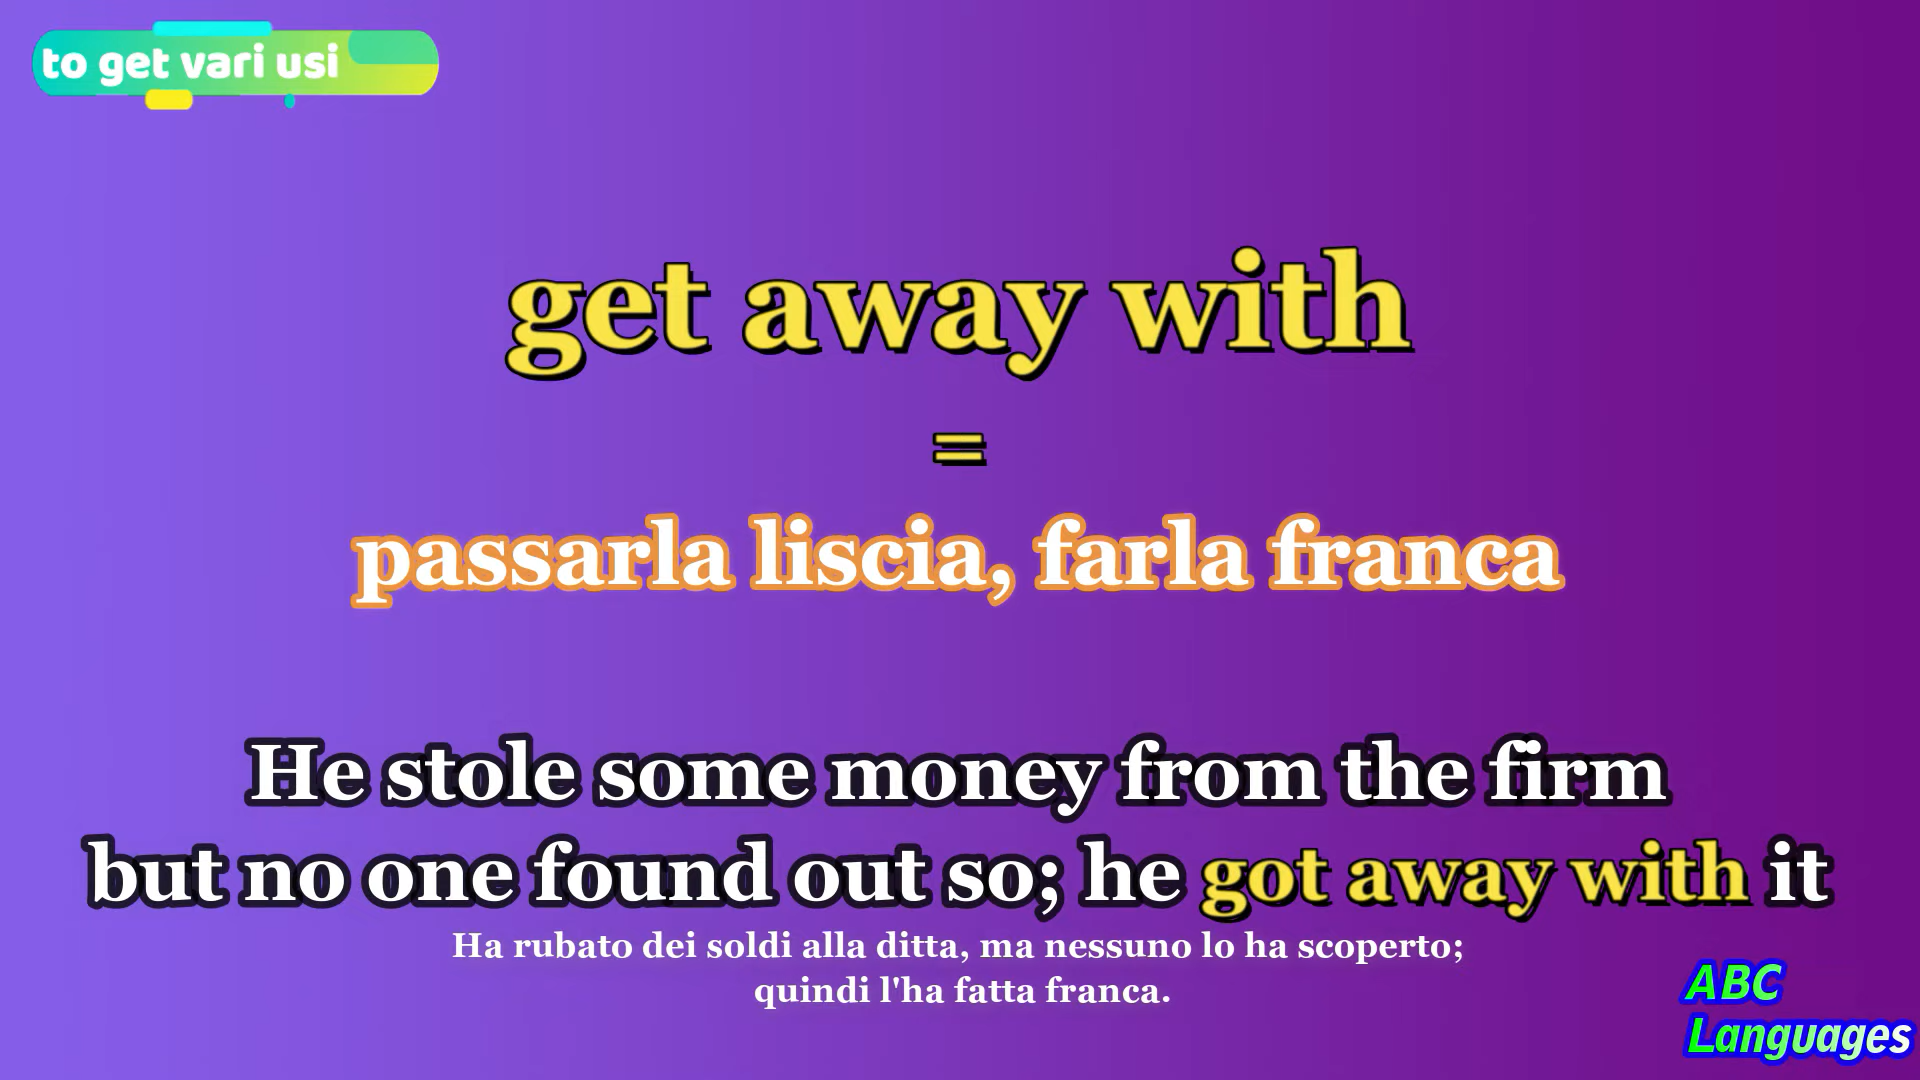 to get vari usi
get away with
=
passarla liscia, farla franca
He stole some money from the firm
but no one found out so; he got away with it
Ha rubato dei soldi alla ditta, ma nessuno lo ha scoperto;
quindi l'ha fatta franca.
ABC
Languages